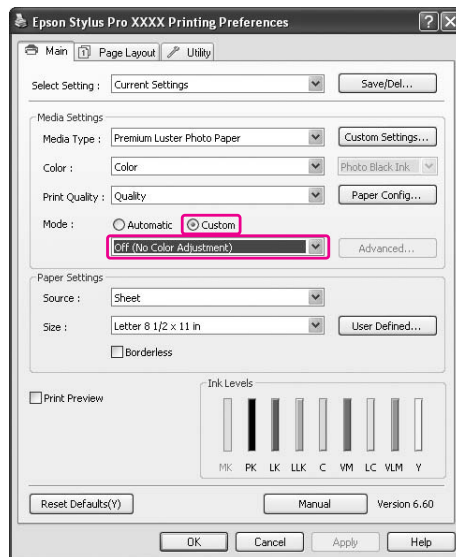 Epson Stylus Pro XXXX Printing Preferences
Main Page Layout Utility
Select Setting : Current Settings Save/Del...
Media Settings
Media Type : Premium Luster Photo Paper Custom Settings...
Color : Color Photo Black Ink
Print Quality : Quality Paper Config...
Mode : Automatic Custom
Off (No Color Adjustment) Advanced...
Paper Settings
Source : Sheet
Size : Letter 8 1/2 x 11 in User Defined...
Borderless
Print Preview
Ink Levels
MK PK LK LLK C VM LC VLM Y
Reset Defaults(Y) Manual Version 6.60
OK Cancel Apply Help